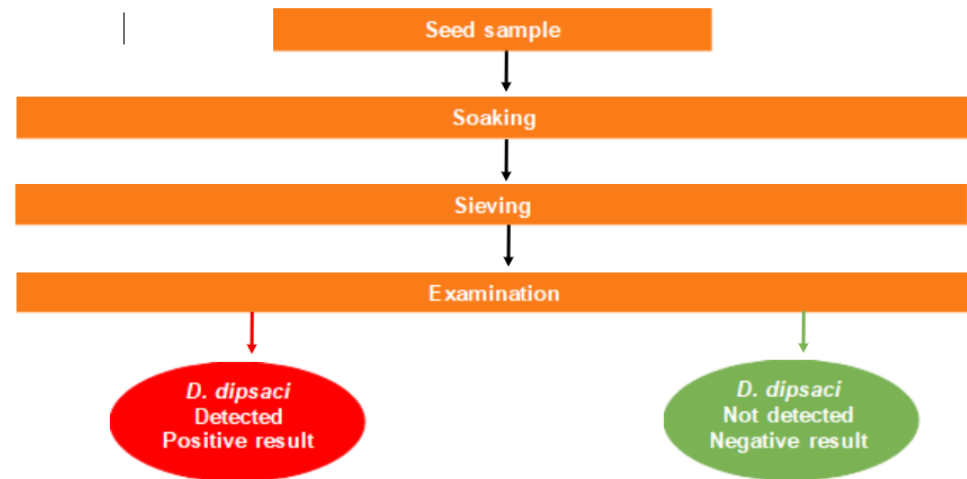 Seed sample
Soaking
Sieving
Examination
D. dipsaci
Detected
Positive result
D. dipsaci
Not detected
Negative result